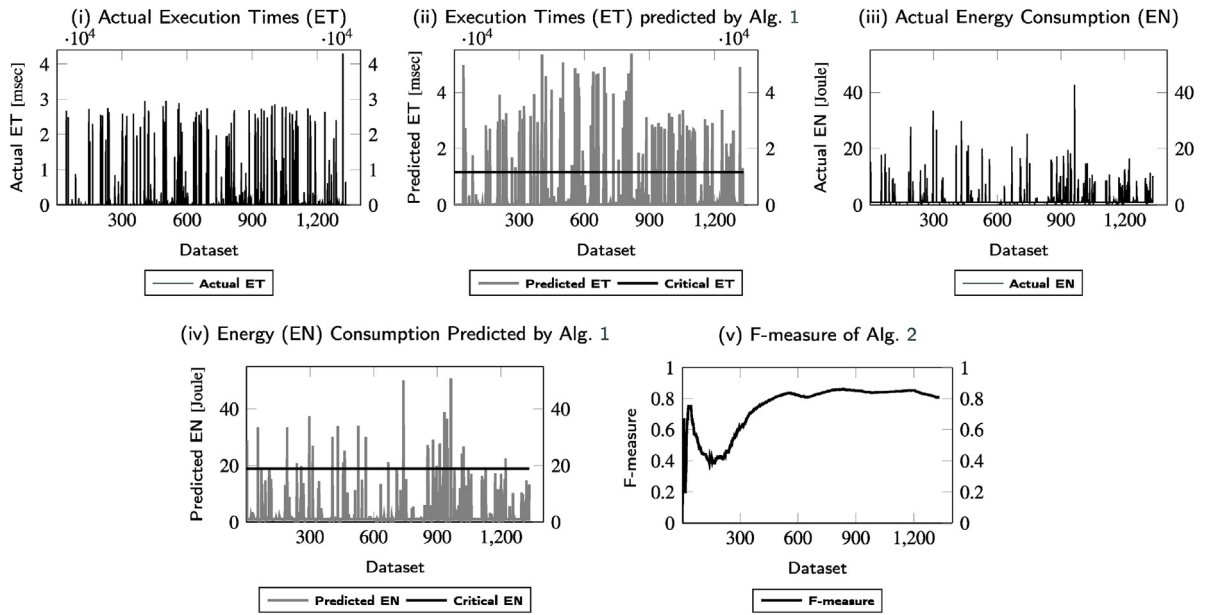 (i) Actual Execution Times (ET)
·10⁴ ·10⁴
Actual ET [msec]
4 3 2 1 0
4 3 2 1 0
300 600 900 1,200
Dataset
Actual ET
(ii) Execution Times (ET) predicted by Alg. 1
·10⁴ ·10⁴
Predicted ET [msec]
4 2 0
4 2 0
300 600 900 1,200
Dataset
Predicted ET Critical ET
(iii) Actual Energy Consumption (EN)
Actual EN [Joule]
40 20 0
40 20 0
300 600 900 1,200
Dataset
Actual EN
(iv) Energy (EN) Consumption Predicted by Alg. 1
Predicted EN [Joule]
40 20 0
40 20 0
300 600 900 1,200
Dataset
Predicted EN Critical EN
(v) F-measure of Alg. 2
F-measure
1 0.8 0.6 0.4 0.2 0
1 0.8 0.6 0.4 0.2 0
300 600 900 1,200
Dataset
F-measure